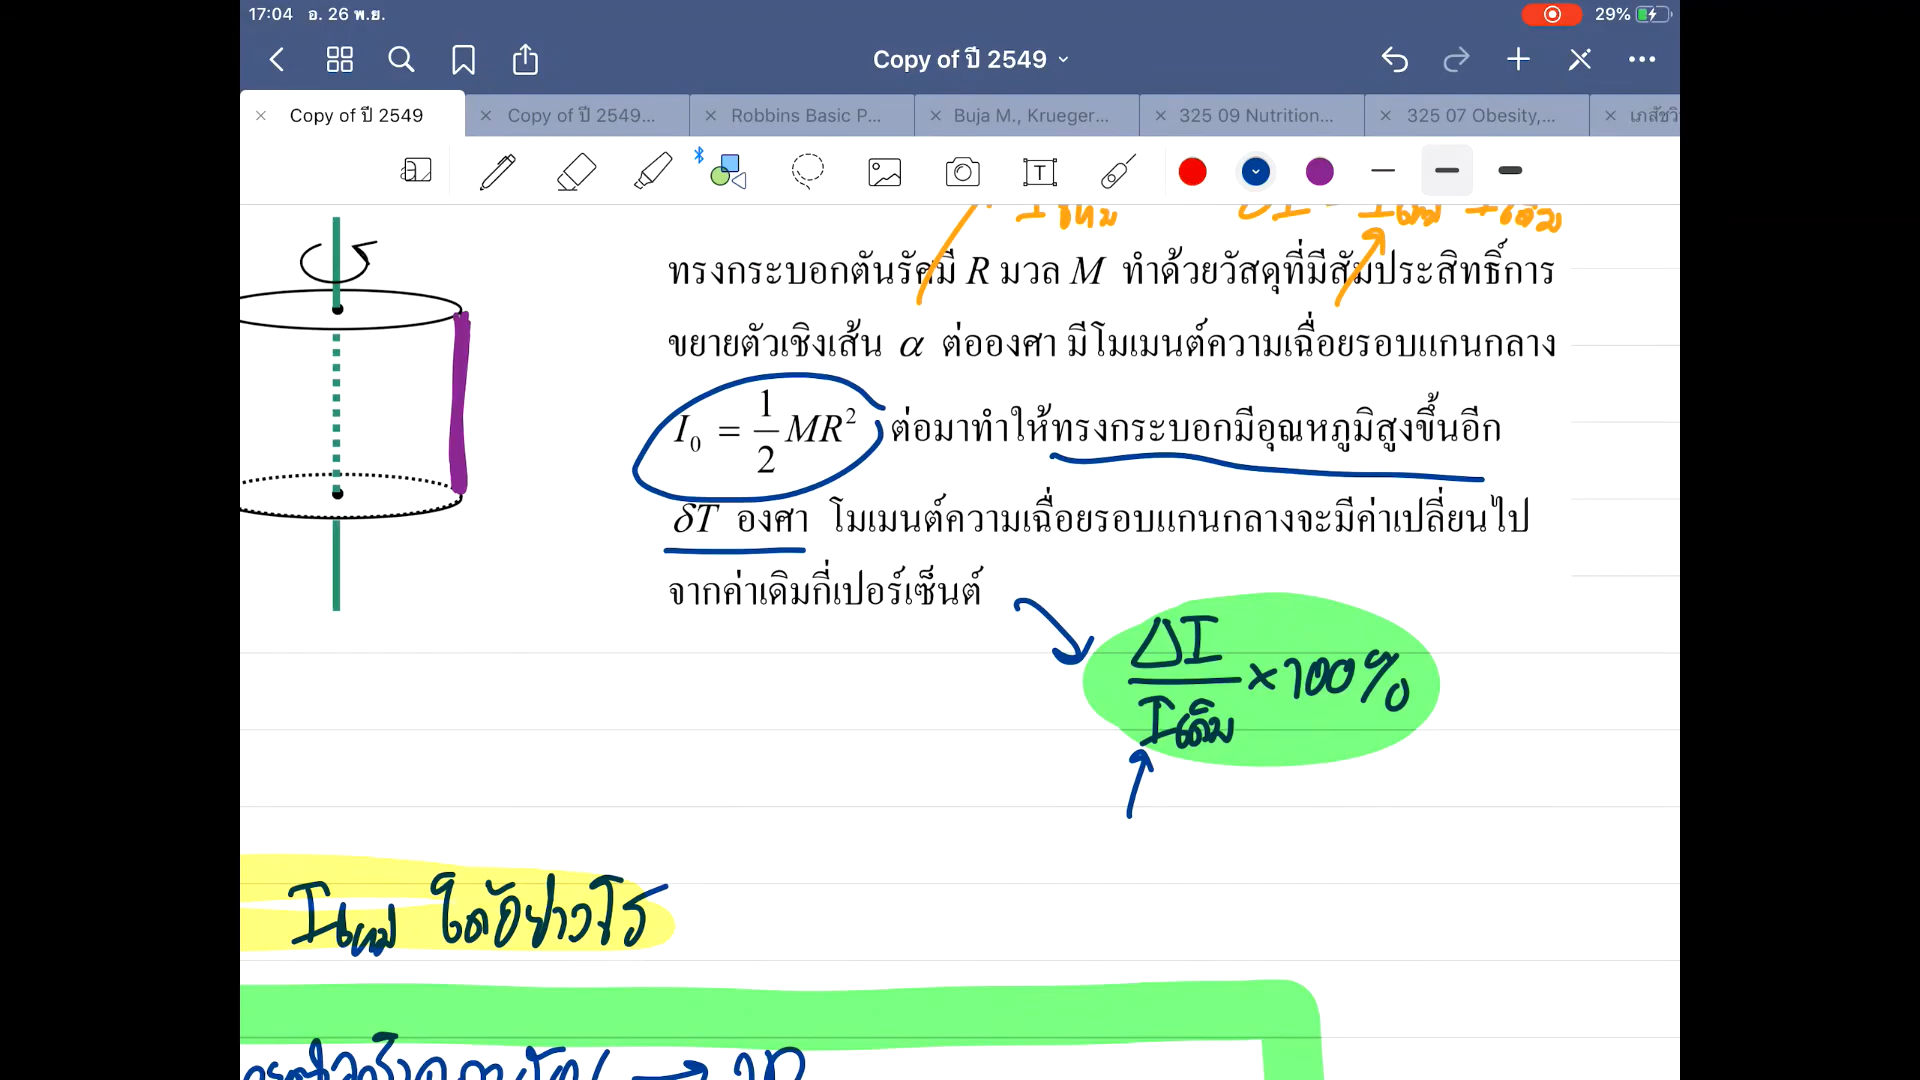 17:04 อ. 26 พ.ย.
29%
Copy of ปี 2549
Copy of ปี 2549
Copy of ปี 2549...
Robbins Basic P...
Buja M., Krueger...
325 09 Nutrition...
325 07 Obesity,...
เภสัชวิ
ทรงกระบอกตันรัศมี R มวล M ทำด้วยวัสดุที่มีสัมประสิทธิ์การ
ขยายตัวเชิงเส้น α ต่อองศา มีโมเมนต์ความเฉื่อยรอบแกนกลาง
I₀ = 1/2 MR² ต่อมาทำให้ทรงกระบอกมีอุณหภูมิสูงขึ้นอีก
δT องศา โมเมนต์ความเฉื่อยรอบแกนกลางจะมีค่าเปลี่ยนไป
จากค่าเดิมกี่เปอร์เซ็นต์
ΔI/Iเดิม × 100%
Iใหม่ ได้อย่างไร